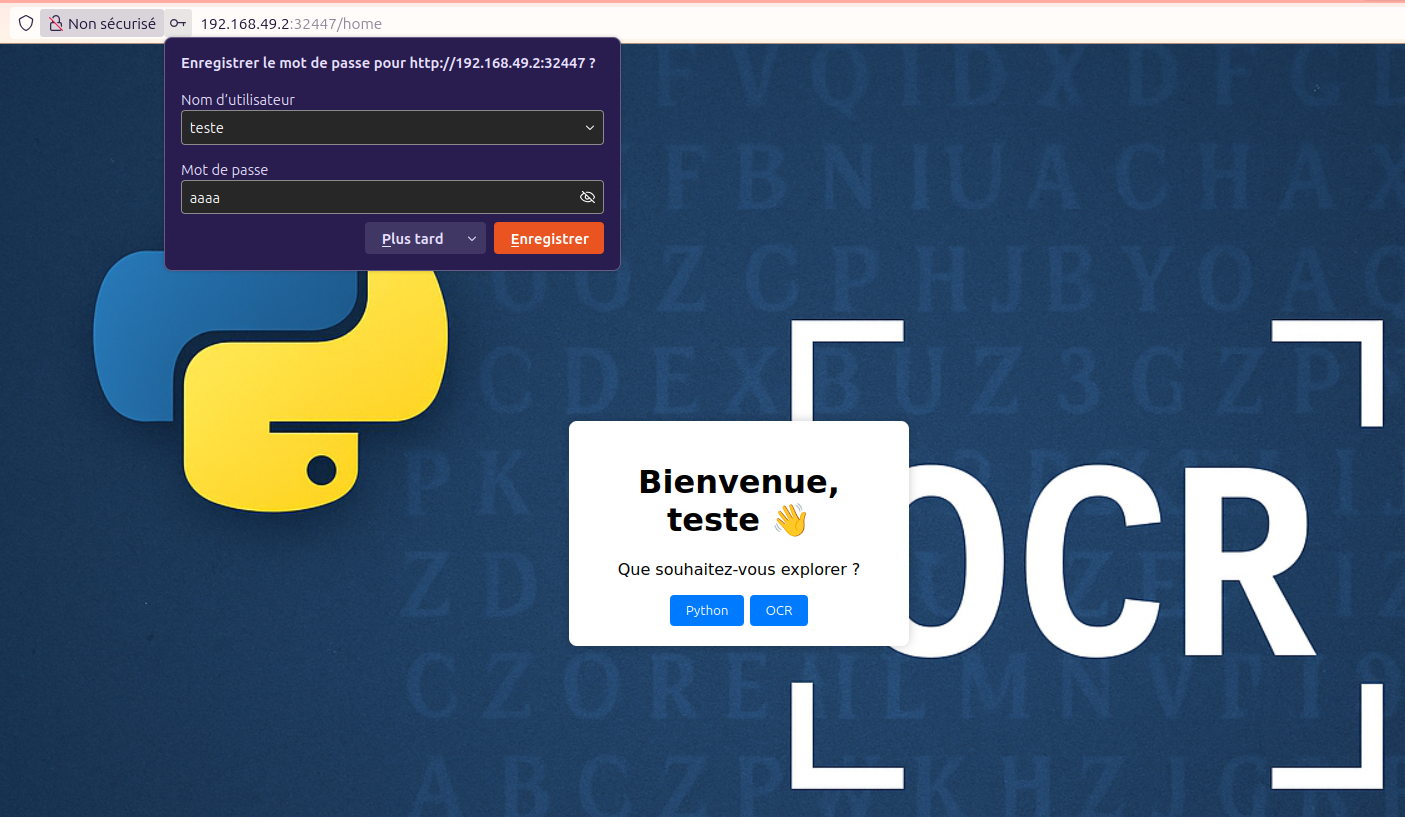 Non sécurisé
192.168.49.2:32447/home
Enregistrer le mot de passe pour http://192.168.49.2:32447 ?
Nom d’utilisateur
teste
Mot de passe
aaaa
Plus tard
Enregistrer
Bienvenue,
teste 👋
Que souhaitez-vous explorer ?
Python
OCR
OCR